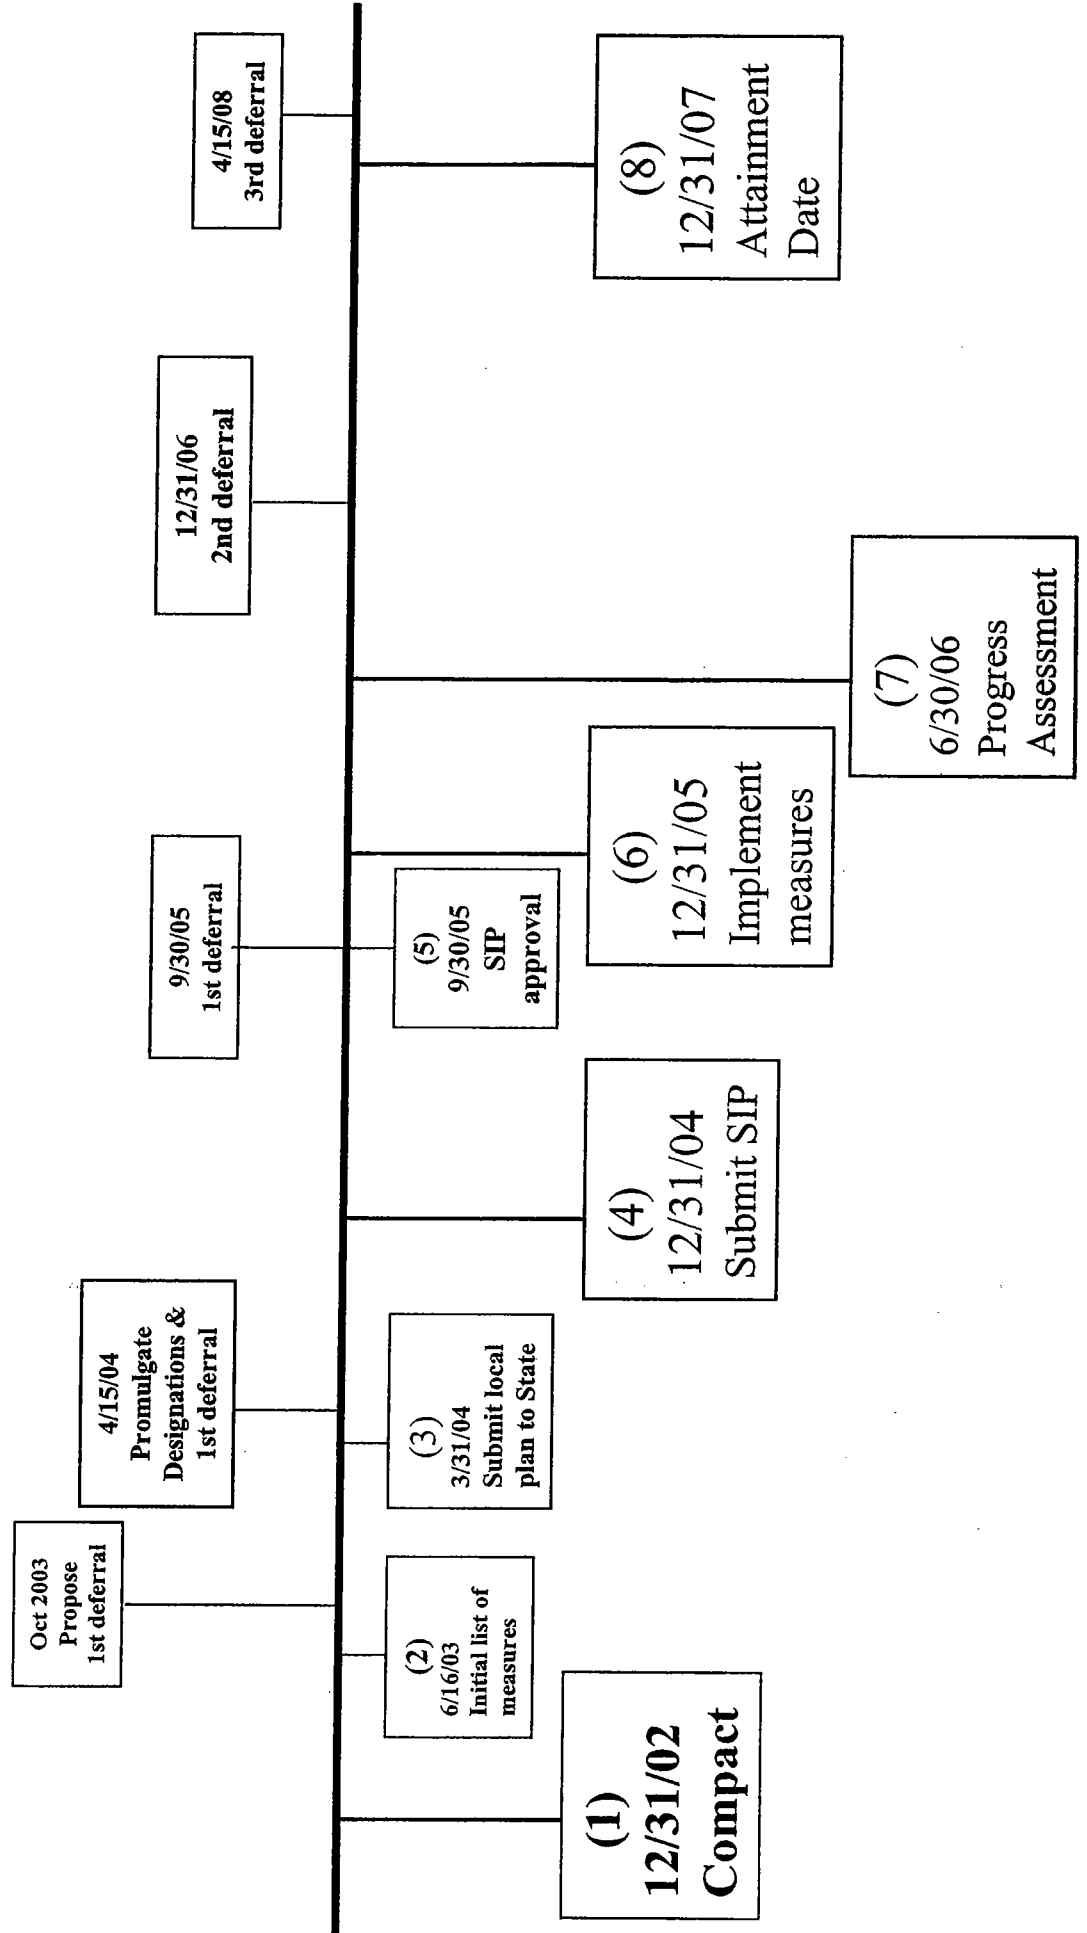 Oct 2003
Propose
1st deferral
4/15/04
Promulgate
Designations &
1st deferral
9/30/05
1st deferral
12/31/06
2nd deferral
4/15/08
3rd deferral
(1)
12/31/02
Compact
(2)
6/16/03
Initial list of
measures
(3)
3/31/04
Submit local
plan to State
(4)
12/31/04
Submit SIP
(5)
9/30/05
SIP
approval
(6)
12/31/05
Implement
measures
(7)
6/30/06
Progress
Assessment
(8)
12/31/07
Attainment
Date